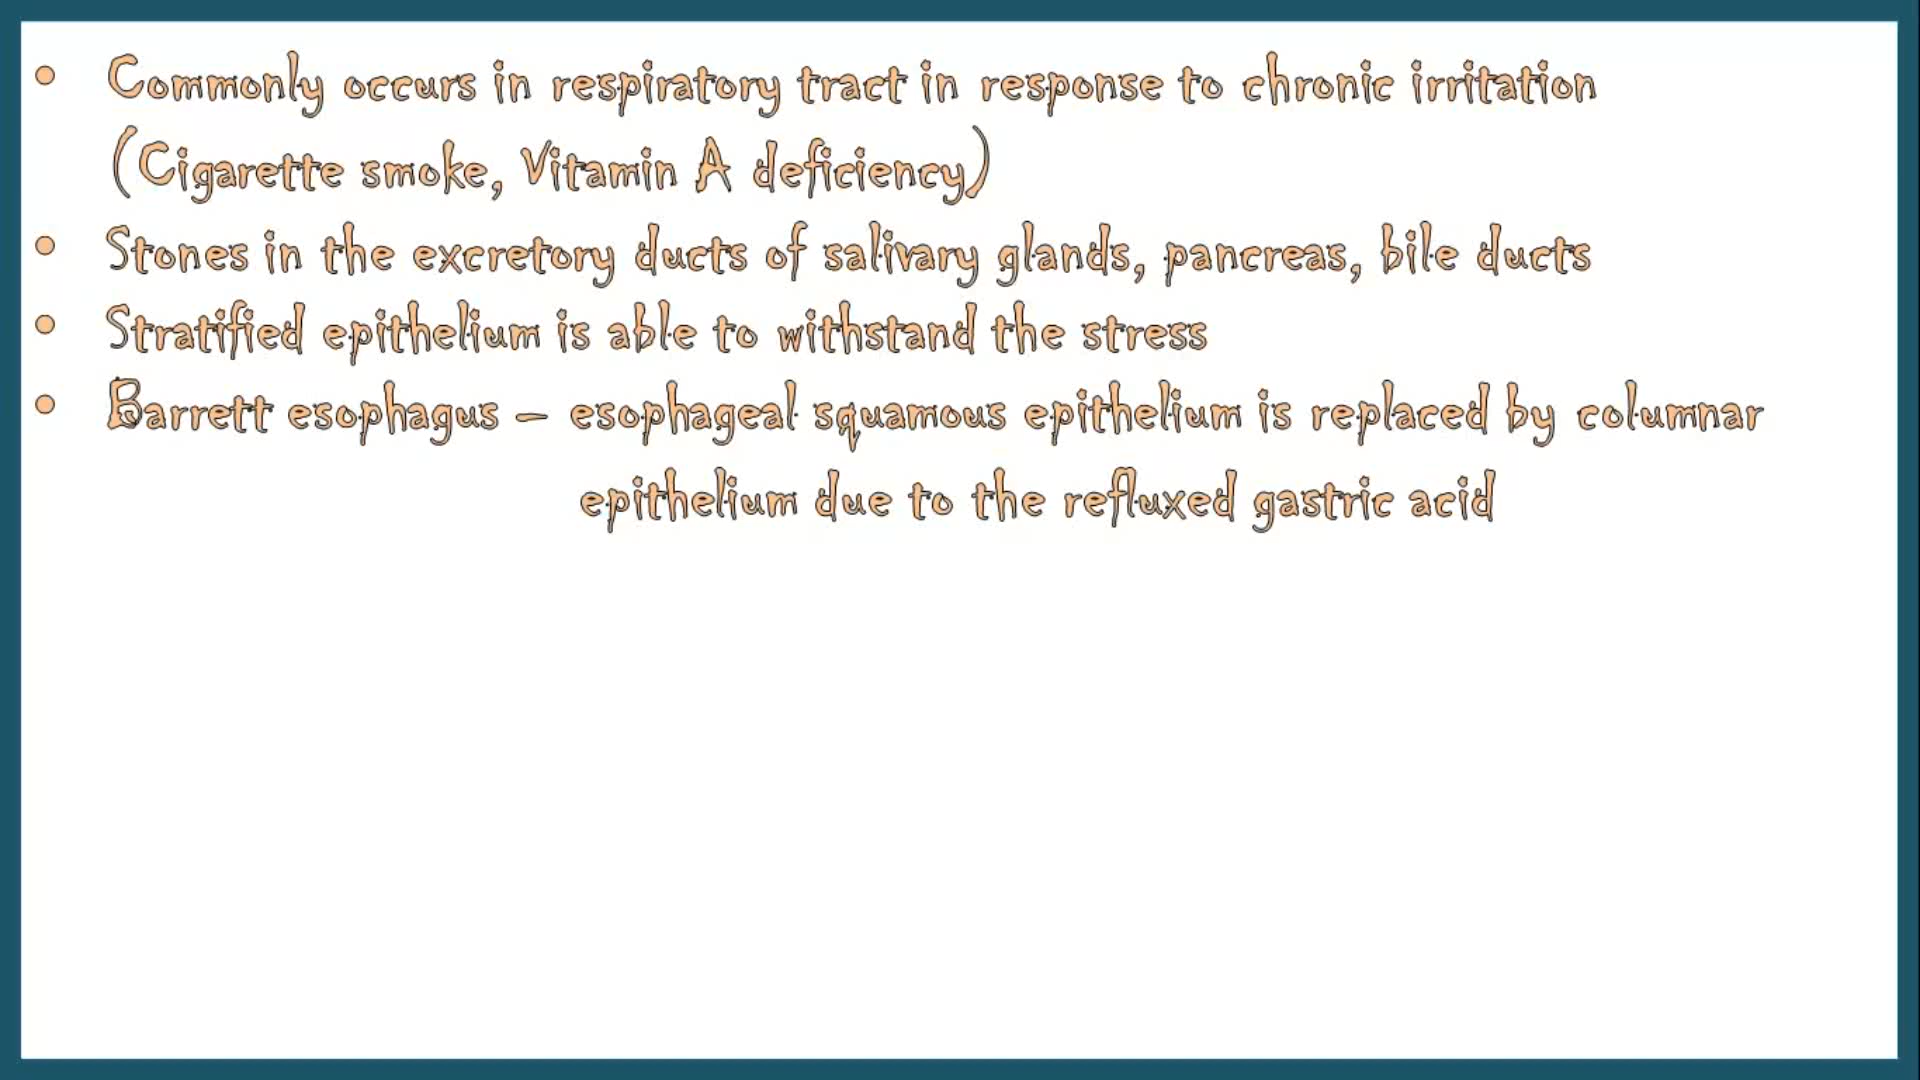 • Commonly occurs in respiratory tract in response to chronic irritation
(Cigarette smoke, Vitamin A deficiency)
• Stones in the excretory ducts of salivary glands, pancreas, bile ducts
• Stratified epithelium is able to withstand the stress
• Barrett esophagus – esophageal squamous epithelium is replaced by columnar
epithelium due to the refluxed gastric acid